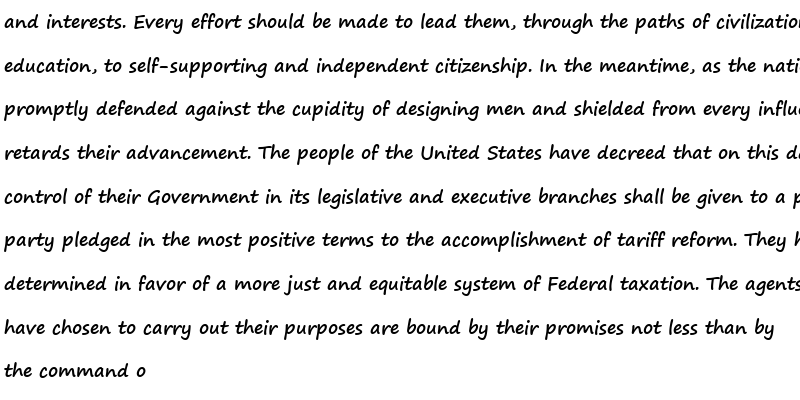 and interests. Every effort should be made to lead them, through the paths of
education, to self-supporting and independent citizenship. In the meantime, as the
promptly defended against the cupidity of designing men and shielded from every
retards their advancement. The people of the United States have decreed that on this
control of their Government in its legislative and executive branches shall be given to a
party pledged in the most positive terms to the accomplishment of tariff reform. They
determined in favor of a more just and equitable system of Federal taxation. The agents
have chosen to carry out their purposes are bound by their promises not less than by
the command o